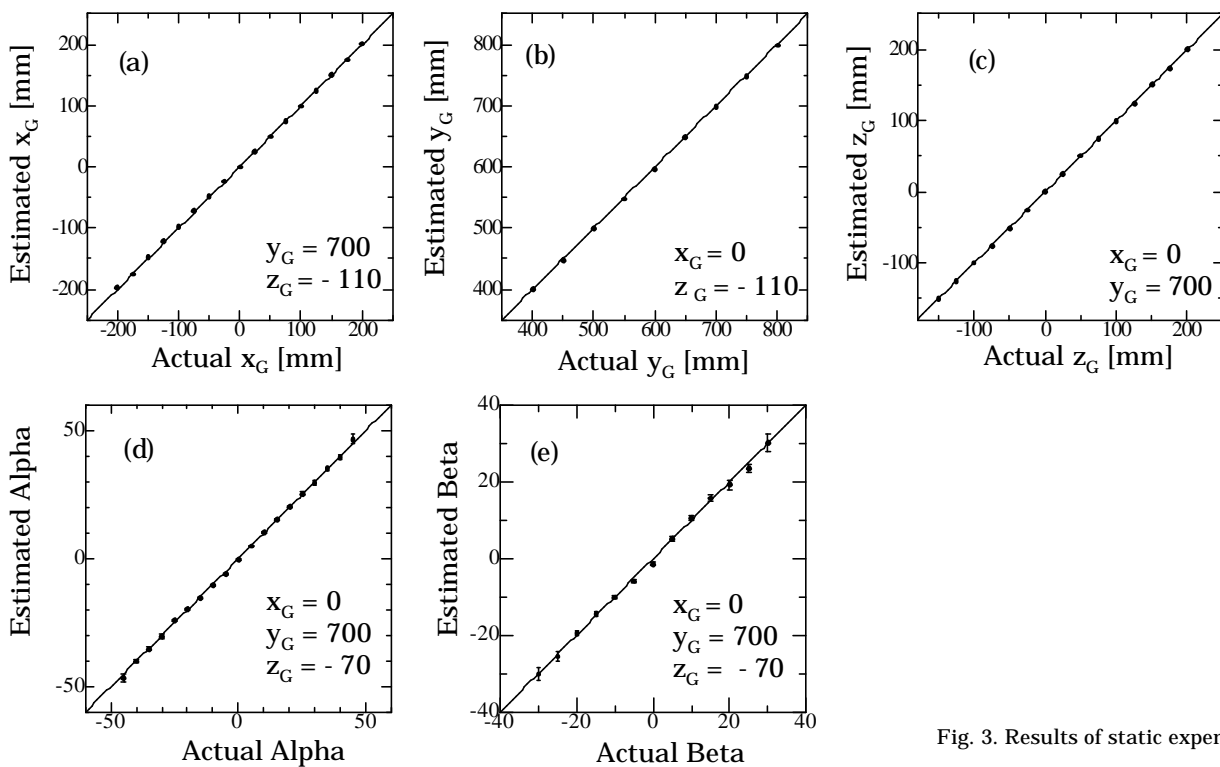 (a)
Estimated x_G [mm]
200
100
0
-100
-200
y_G = 700
z_G = - 110
-200 -100 0 100 200
Actual x_G [mm]
(b)
Estimated y_G [mm]
800
700
600
500
400
x_G = 0
z_G = - 110
400 500 600 700 800
Actual y_G [mm]
(c)
Estimated z_G [mm]
200
100
0
-100
x_G = 0
y_G = 700
-100 0 100 200
Actual z_G [mm]
(d)
Estimated Alpha
50
0
-50
x_G = 0
y_G = 700
z_G = - 70
-50 0 50
Actual Alpha
(e)
Estimated Beta
40
20
0
-20
-40
x_G = 0
y_G = 700
z_G = - 70
-40 -20 0 20 40
Actual Beta
Fig. 3. Results of static exper